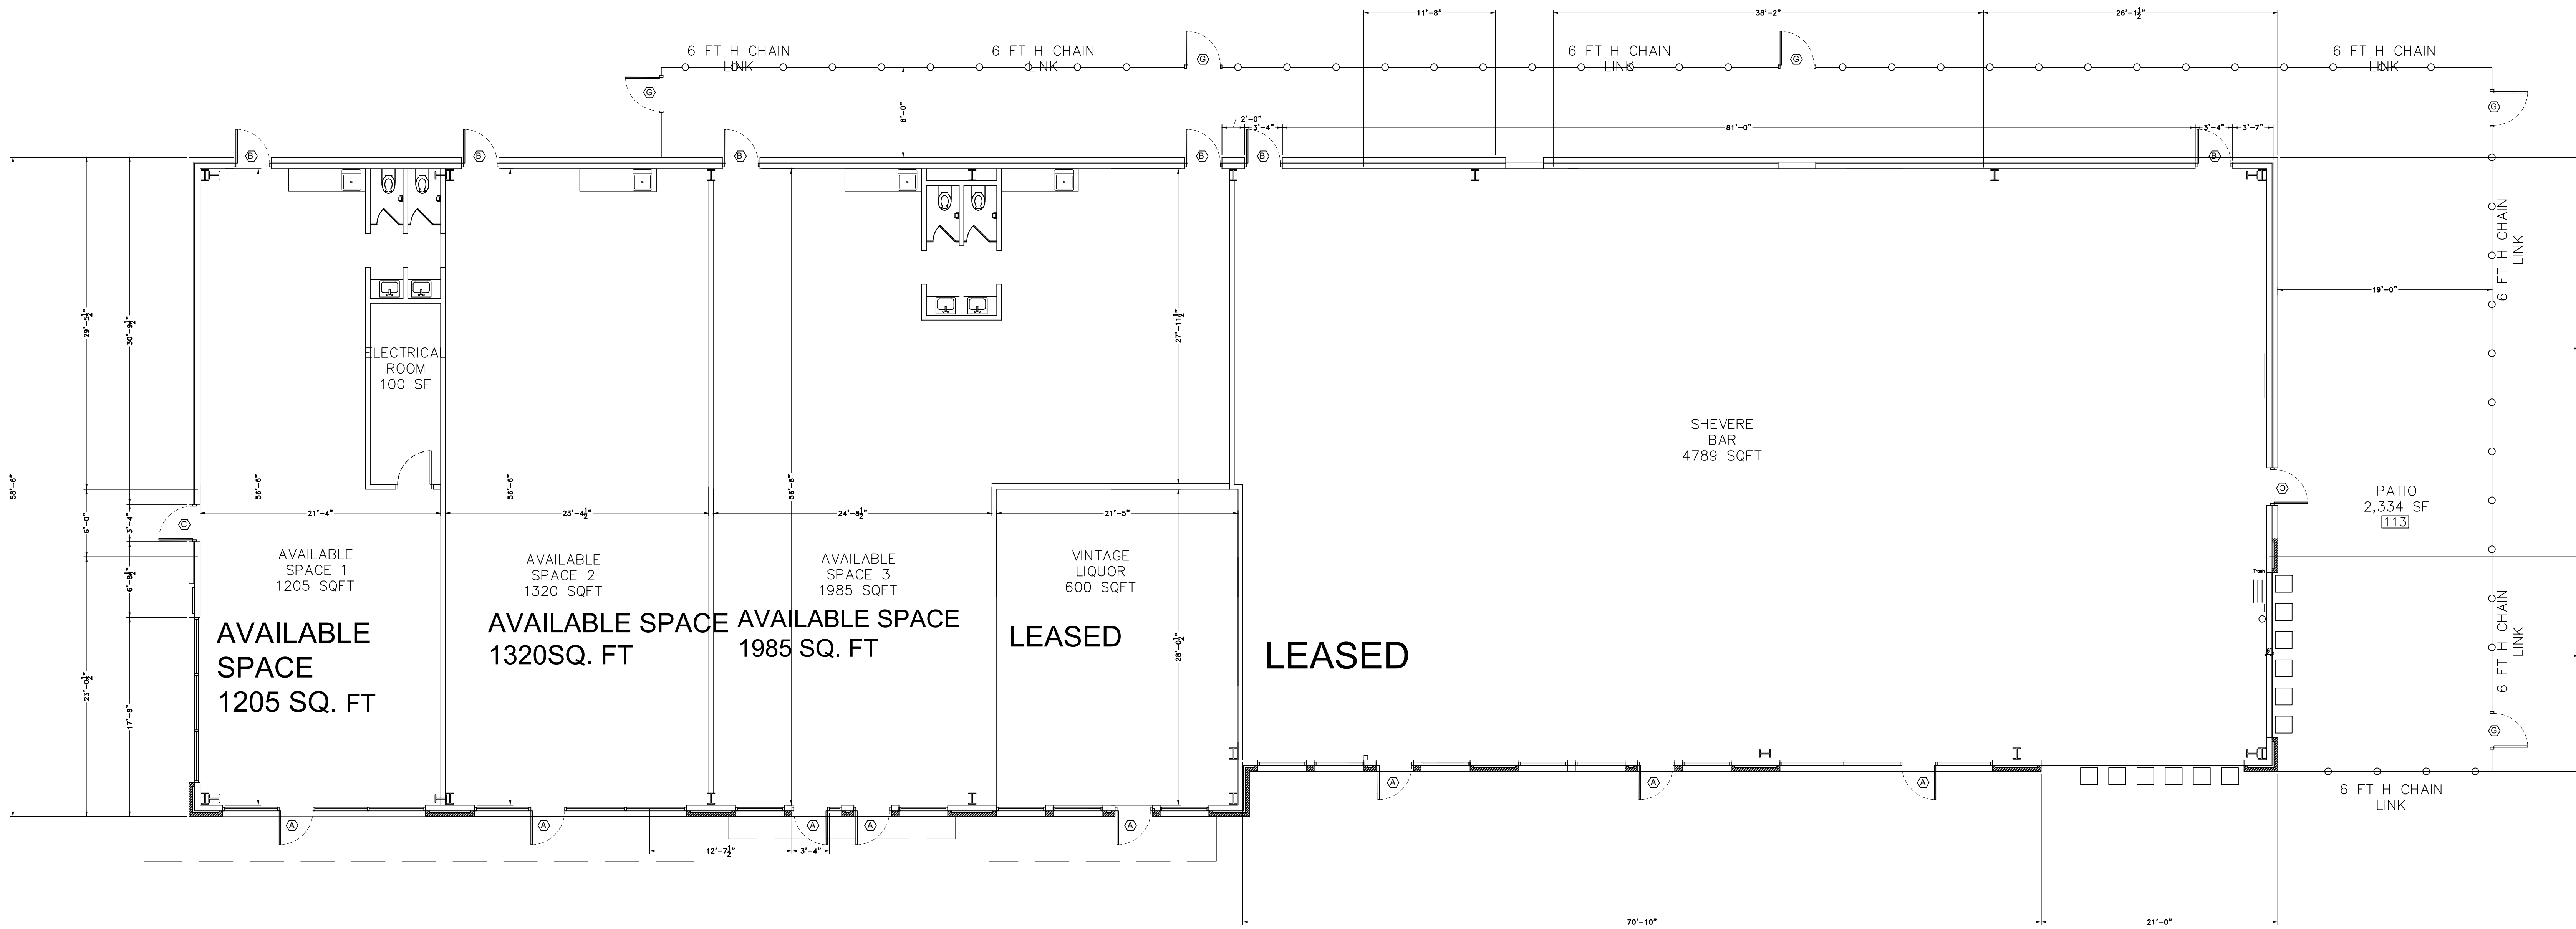 11'-8"
38'-2"
26'-1½"
6 FT H CHAIN
LINK
6 FT H CHAIN
LINK
6 FT H CHAIN
LINK
6 FT H CHAIN
LINK
G
G
G
G
8'-0"
2'-0"
3'-4"
81'-0"
3'-4"
3'-7"
B
B
B
B
B
B
58'-6"
29'-5½"
30'-9½"
56'-6"
56'-6"
56'-6"
27'-11½"
6 FT H CHAIN
LINK
19'-0"
ELECTRICAL
ROOM
100 SF
SHEVERE
BAR
4789 SQFT
PATIO
2,334 SF
113
C
6'-0"
3'-4"
21'-4"
23'-4½"
24'-8½"
21'-5"
6'-8½"
AVAILABLE
SPACE 1
1205 SQFT
AVAILABLE
SPACE 2
1320 SQFT
AVAILABLE
SPACE 3
1985 SQFT
VINTAGE
LIQUOR
600 SQFT
Trash
AVAILABLE
SPACE
1205 SQ. FT
AVAILABLE SPACE
1320SQ. FT
AVAILABLE SPACE
1985 SQ. FT
LEASED
LEASED
28'-0½"
23'-0½"
17'-8"
6 FT H CHAIN
LINK
G
6 FT H CHAIN
LINK
A
A
A
A
A
A
A
A
12'-7½"
3'-4"
70'-10"
21'-0"